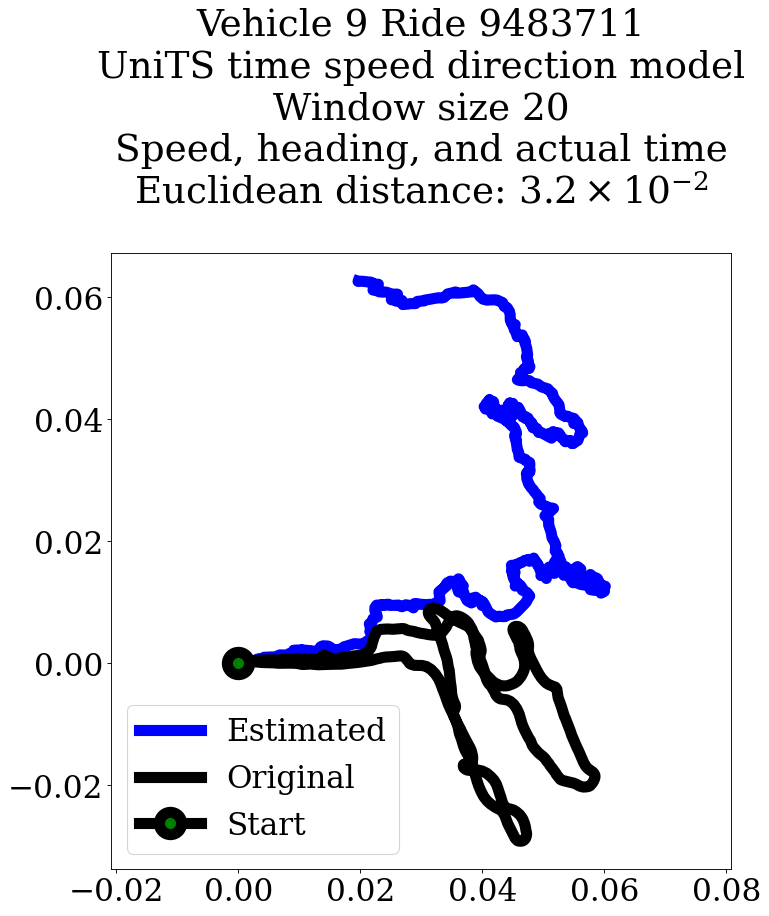 Vehicle 9 Ride 9483711
UniTS time speed direction model
Window size 20
Speed, heading, and actual time
Euclidean distance: 3.2 × 10⁻²
0.06
0.04
0.02
0.00
−0.02
Estimated
Original
Start
−0.02 0.00 0.02 0.04 0.06 0.08